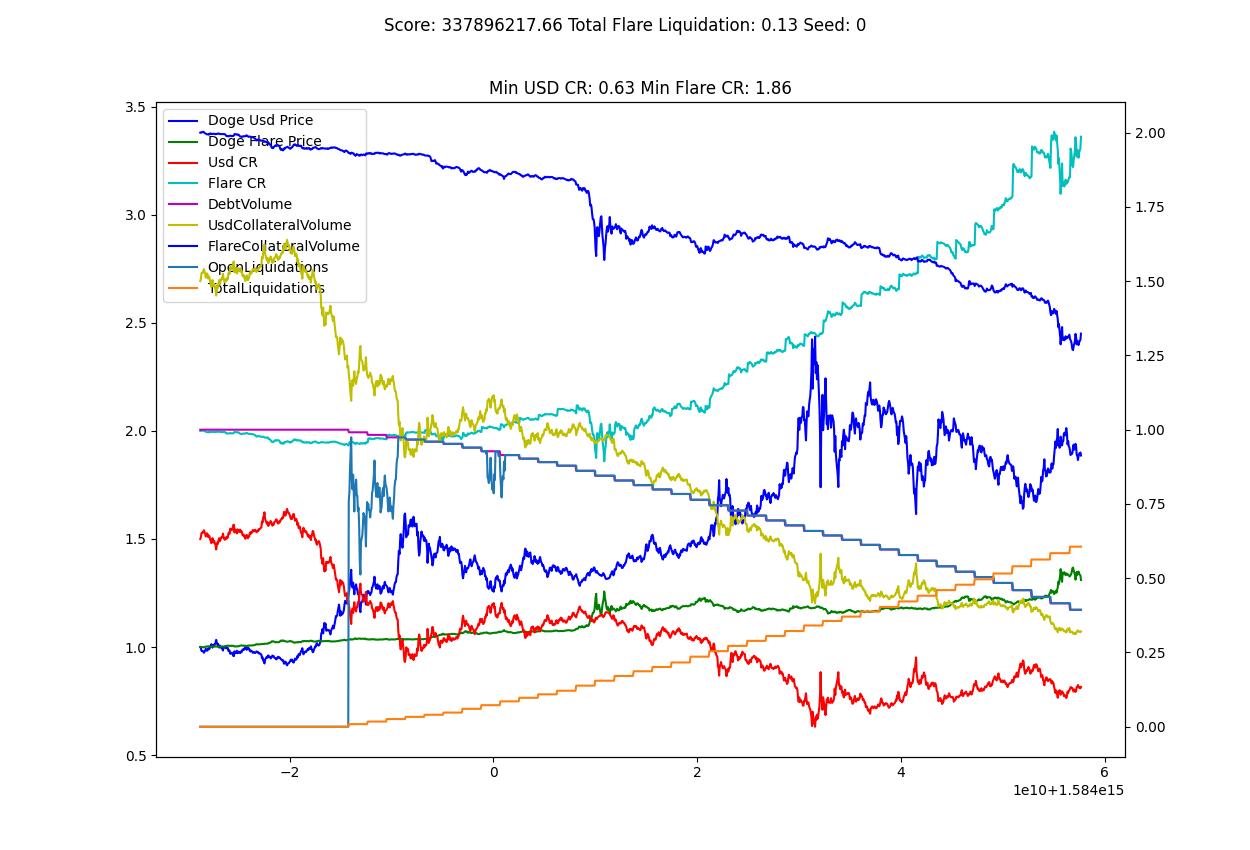 Score: 337896217.66 Total Flare Liquidation: 0.13 Seed: 0
Min USD CR: 0.63 Min Flare CR: 1.86
3.5
3.0
2.5
2.0
1.5
1.0
0.5
Doge Usd Price
Doge Flare Price
Usd CR
Flare CR
DebtVolume
UsdCollateralVolume
FlareCollateralVolume
OpenLiquidations
TotalLiquidations
2.00
1.75
1.50
1.25
1.00
0.75
0.50
0.25
0.00
−2
0
2
4
6
1e10+1.584e15